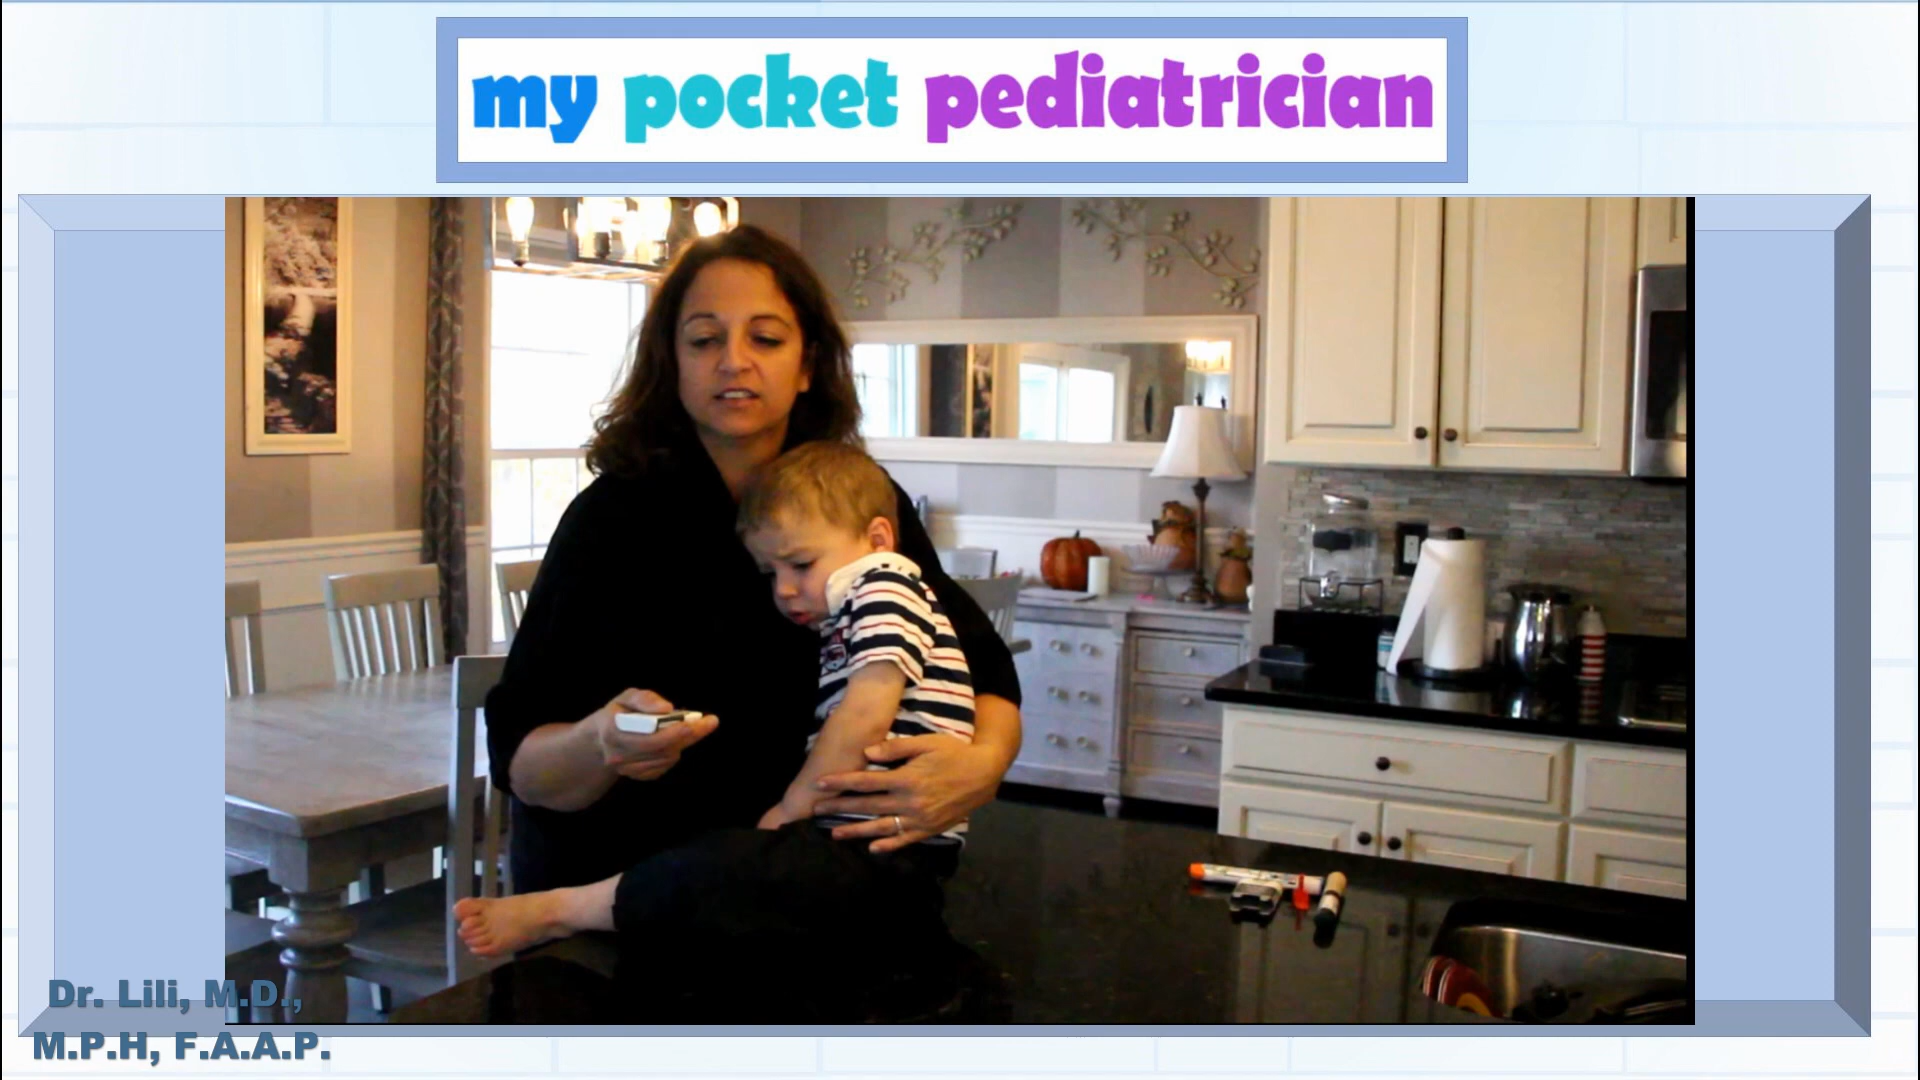 my pocket pediatrician
Dr. Lili, M.D.,
M.P.H, F.A.A.P.